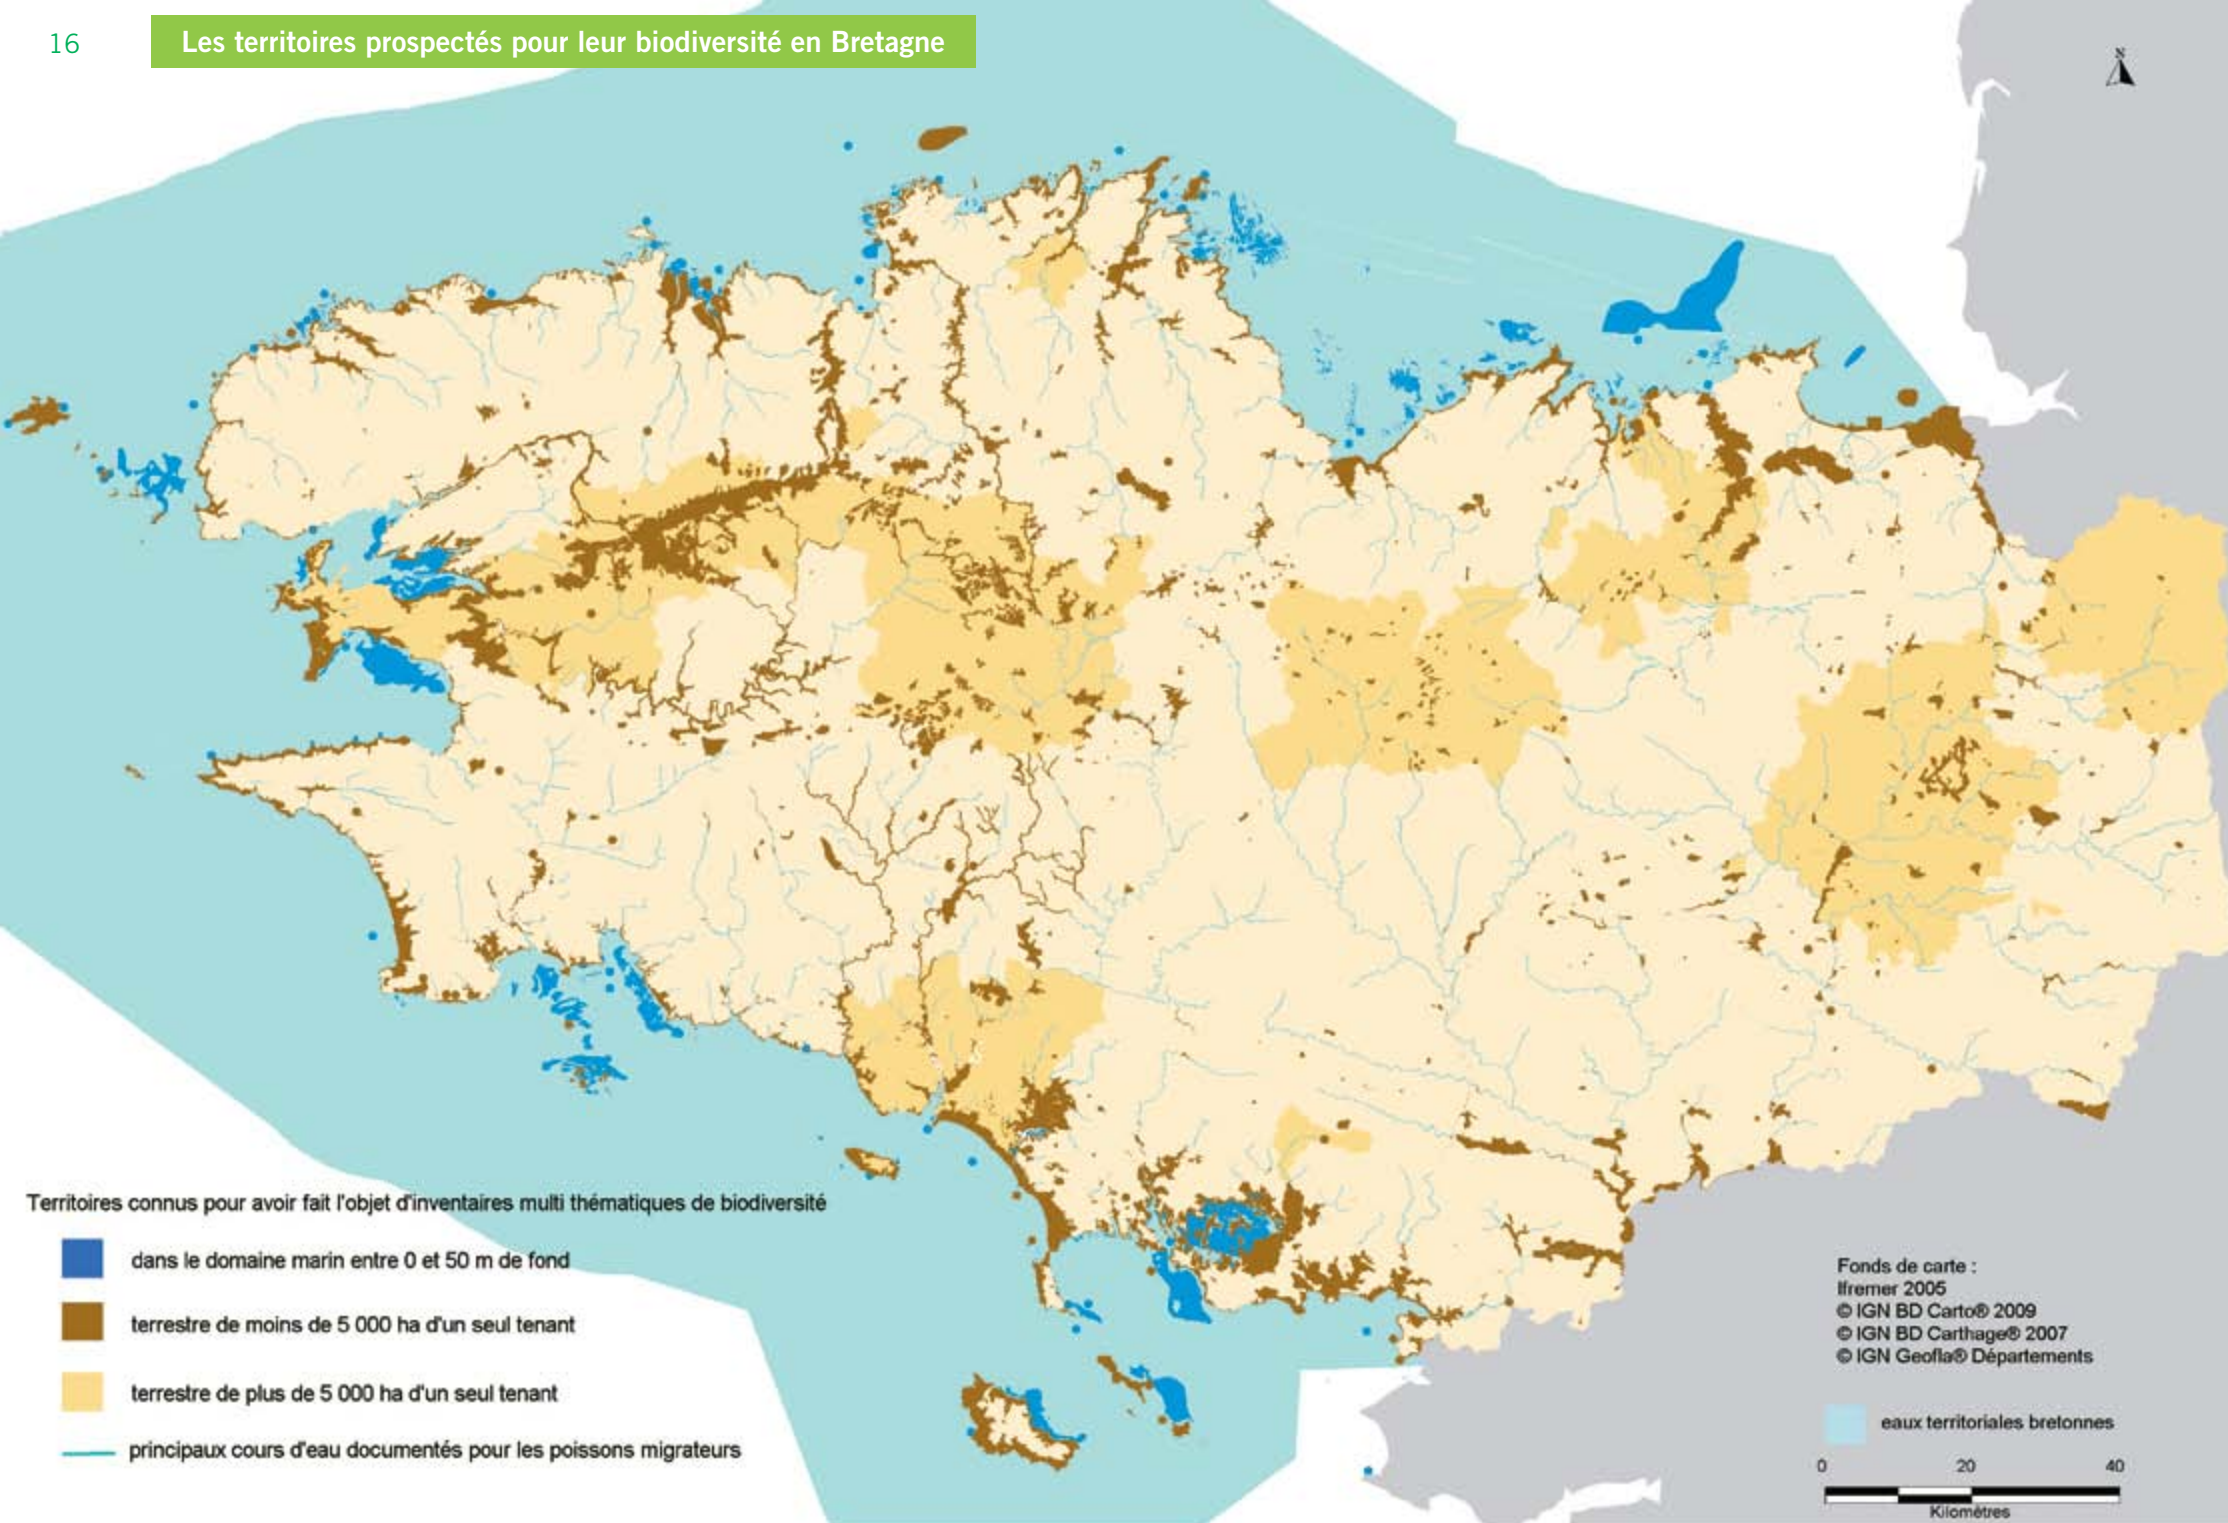 16
Les territoires prospectés pour leur biodiversité en Bretagne
N
Territoires connus pour avoir fait l'objet d'inventaires multi thématiques de biodiversité
dans le domaine marin entre 0 et 50 m de fond
terrestre de moins de 5 000 ha d'un seul tenant
terrestre de plus de 5 000 ha d'un seul tenant
principaux cours d'eau documentés pour les poissons migrateurs
Fonds de carte :
Ifremer 2005
© IGN BD Carto® 2009
© IGN BD Carthage® 2007
© IGN Geofla® Départements
eaux territoriales bretonnes
0 20 40
Kilomètres